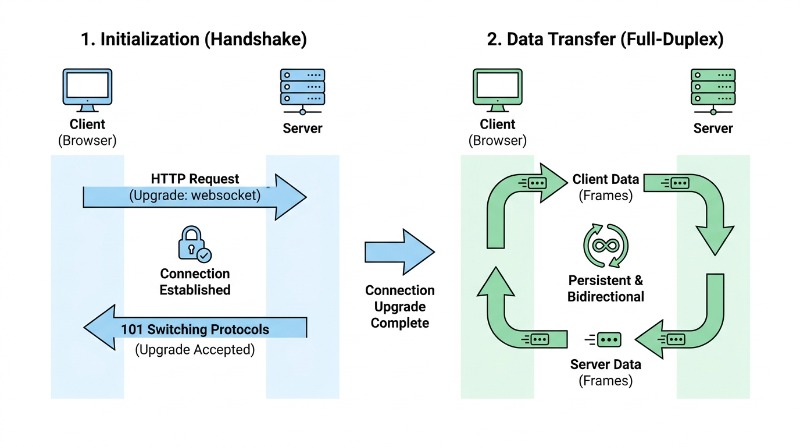 1. Initialization (Handshake)
Client
(Browser)
Server
HTTP Request
(Upgrade: websocket)
Connection
Established
101 Switching Protocols
(Upgrade Accepted)
Connection
Upgrade
Complete
2. Data Transfer (Full-Duplex)
Client
(Browser)
Server
Client Data
(Frames)
Persistent &
Bidirectional
Server Data
(Frames)